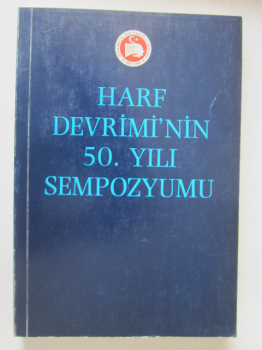 HARF
DEVRİMİ'NİN
50. YILI
SEMPOZYUMU